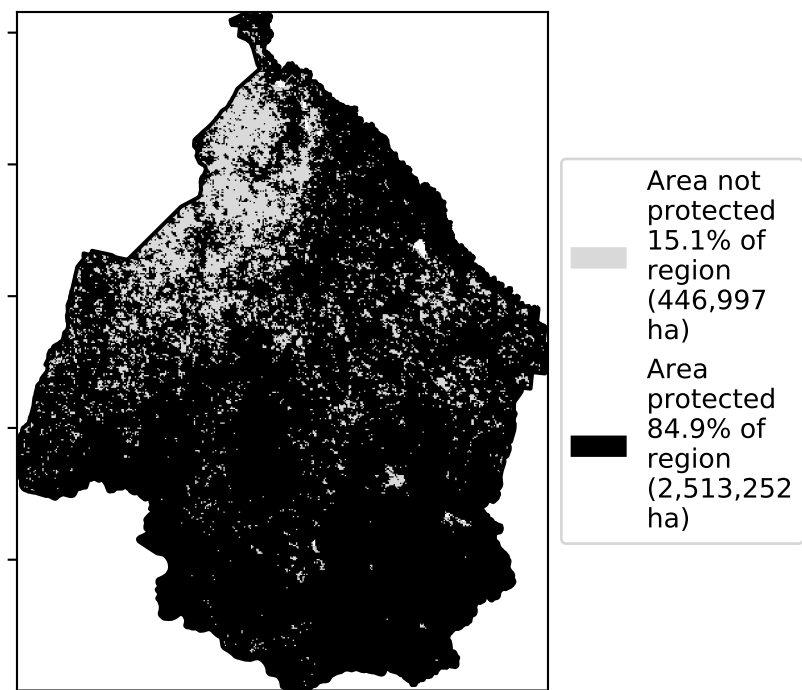 Area not
protected
15.1% of
region
(446,997
ha)
Area
protected
84.9% of
region
(2,513,252
ha)